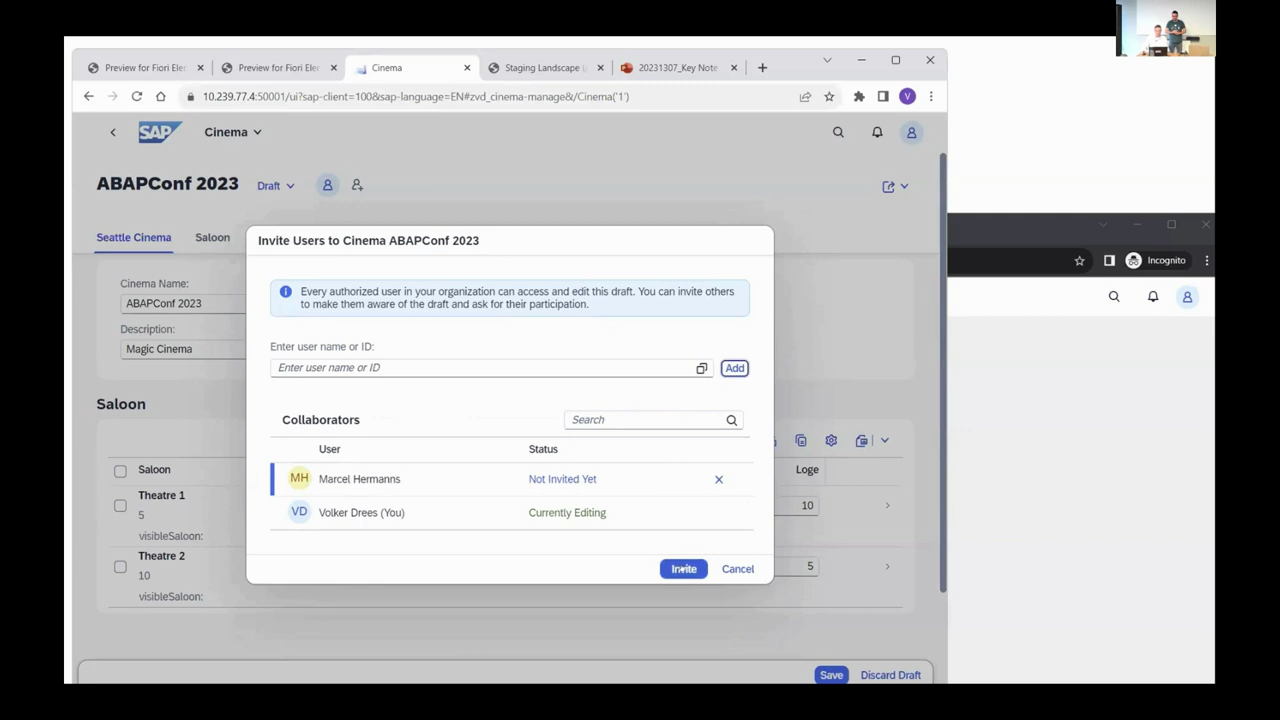 Preview for Fiori Eler
Preview for Fiori Eler
Cinema
Staging Landscape (
20231307_Key Note
10.239.77.4:50001/ui?sap-client=100&sap-language=EN#zvd_cinema-manage&/Cinema('1')
V
SAP
Cinema
ABAPConf 2023
Draft
Seattle Cinema
Saloon
Cinema Name:
ABAPConf 2023
Description:
Magic Cinema
Saloon
Saloon
Loge
Theatre 1
5
visibleSaloon:
10
Theatre 2
10
visibleSaloon:
5
Save
Discard Draft
Invite Users to Cinema ABAPConf 2023
Every authorized user in your organization can access and edit this draft. You can invite others
to make them aware of the draft and ask for their participation.
Enter user name or ID:
Enter user name or ID
Add
Collaborators
Search
User
Status
MH
Marcel Hermanns
Not Invited Yet
VD
Volker Drees (You)
Currently Editing
Invite
Cancel
Incognito